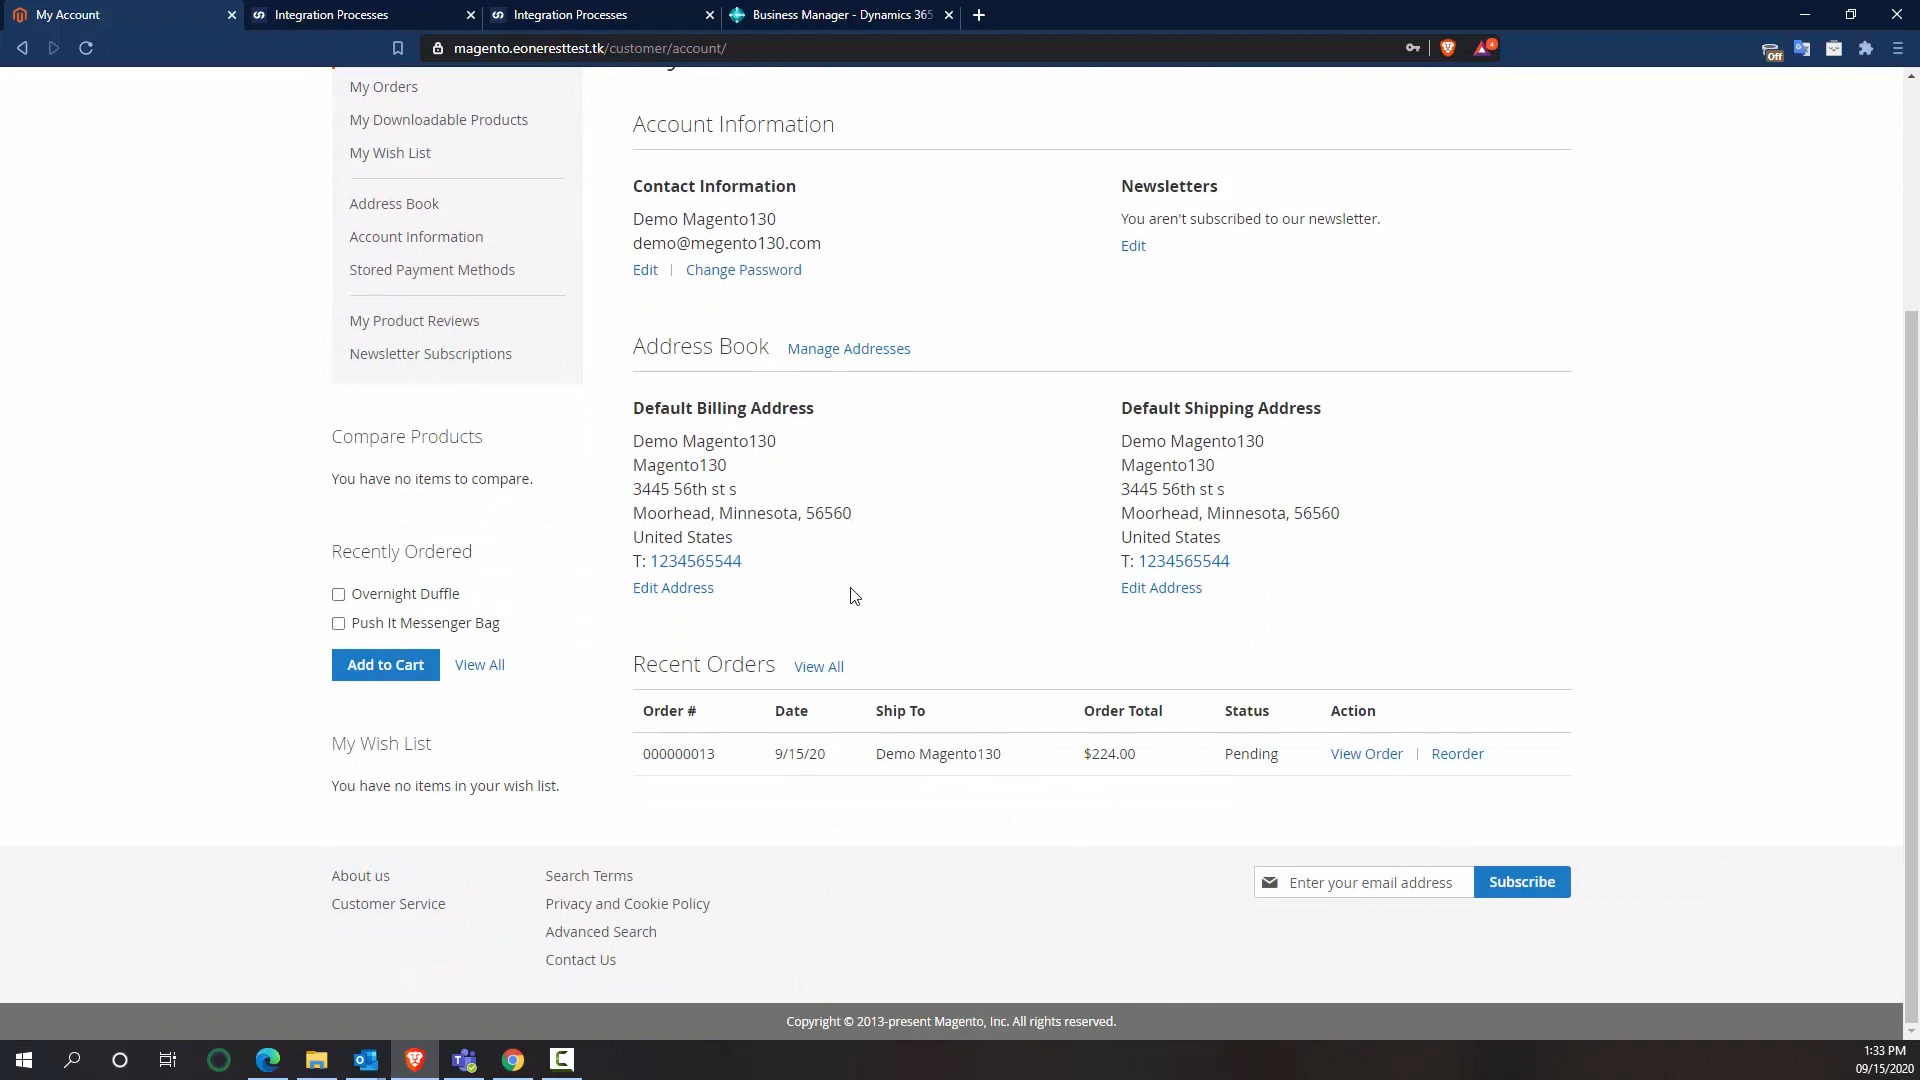 My Account
Integration Processes
Integration Processes
Business Manager - Dynamics 365
magento.eoneresttest.tk/customer/account/
4
Off
My Orders
My Downloadable Products
My Wish List
Address Book
Account Information
Stored Payment Methods
My Product Reviews
Newsletter Subscriptions
Compare Products
You have no items to compare.
Recently Ordered
Overnight Duffle
Push It Messenger Bag
Add to Cart
View All
My Wish List
You have no items in your wish list.
Account Information
Contact Information
Demo Magento130
demo@megento130.com
Edit | Change Password
Newsletters
You aren't subscribed to our newsletter.
Edit
Address Book Manage Addresses
Default Billing Address
Demo Magento130
Magento130
3445 56th st s
Moorhead, Minnesota, 56560
United States
T: 1234565544
Edit Address
Default Shipping Address
Demo Magento130
Magento130
3445 56th st s
Moorhead, Minnesota, 56560
United States
T: 1234565544
Edit Address
Recent Orders View All
Order # Date Ship To Order Total Status Action
000000013 9/15/20 Demo Magento130 $224.00 Pending View Order | Reorder
About us
Customer Service
Search Terms
Privacy and Cookie Policy
Advanced Search
Contact Us
Enter your email address
Subscribe
Copyright © 2013-present Magento, Inc. All rights reserved.
1:33 PM
09/15/2020